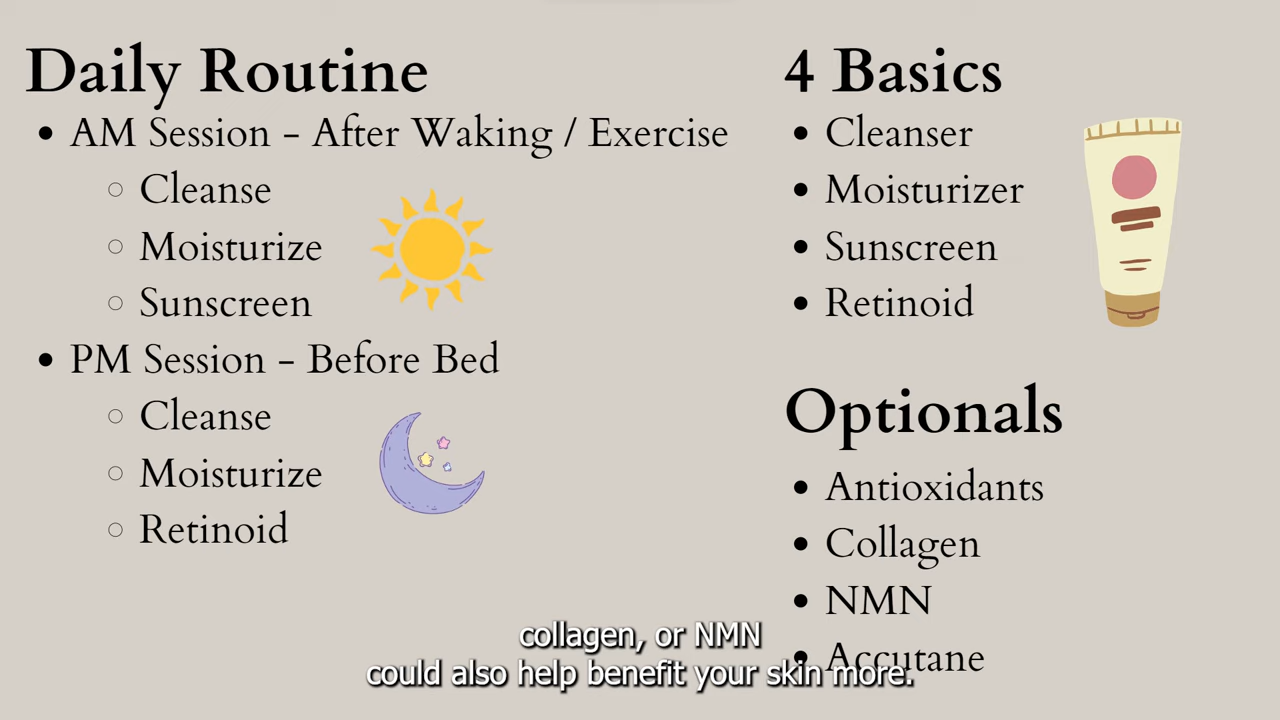 Daily Routine
• AM Session - After Waking / Exercise
○ Cleanse
○ Moisturize
○ Sunscreen
• PM Session - Before Bed
○ Cleanse
○ Moisturize
○ Retinoid
4 Basics
• Cleanser
• Moisturizer
• Sunscreen
• Retinoid
Optionals
• Antioxidants
• Collagen
• NMN
• Accutane
collagen, or NMN
could also help benefit your skin more.